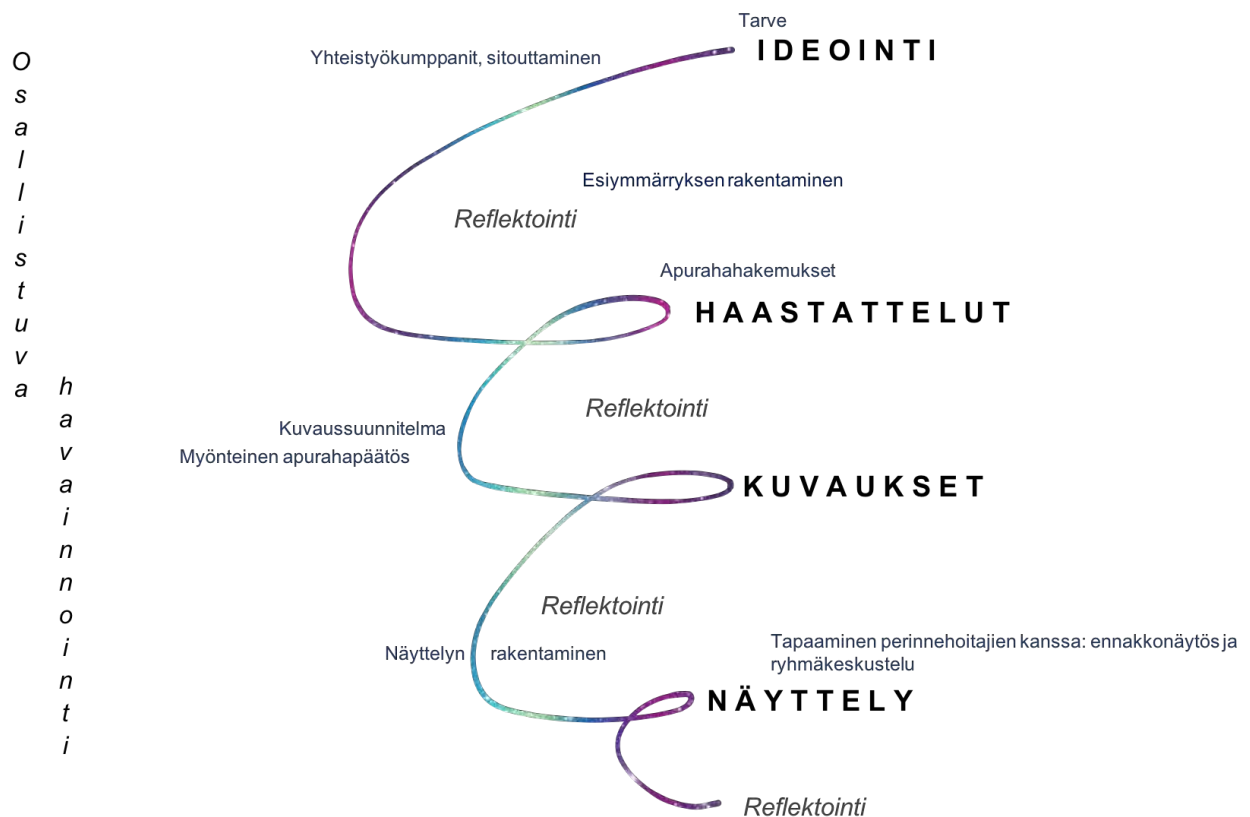 Osallistuva
havainnointi
Tarve
IDEOINTI
Yhteistyökumppanit, sitouttaminen
Esiymmärryksen rakentaminen
Reflektointi
Apurahahakemukset
HAASTATTELUT
Reflektointi
Kuvaussuunnitelma
Myönteinen apurahapäätös
KUVAUKSET
Reflektointi
Näyttelyn rakentaminen
Tapaaminen perinnehoitajien kanssa: ennakkonäytös ja
ryhmäkeskustelu
NÄYTTELY
Reflektointi